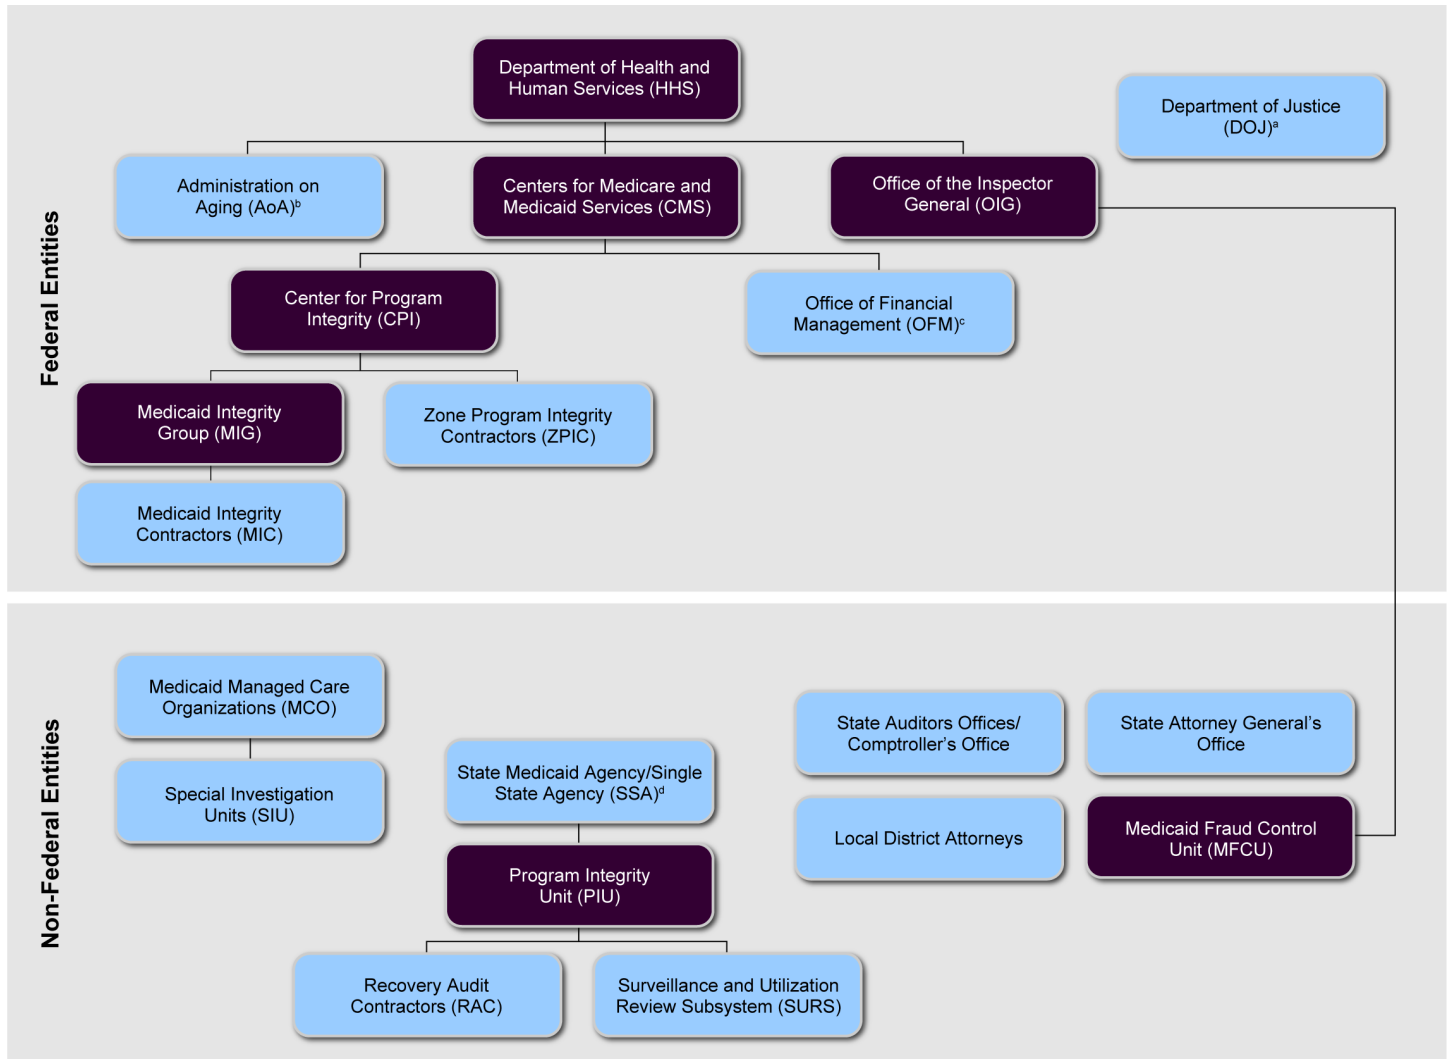 Department of Health and
Human Services (HHS)
Department of Justice
(DOJ)ᵃ
Administration on
Aging (AoA)ᵇ
Centers for Medicare and
Medicaid Services (CMS)
Office of the Inspector
General (OIG)
Federal Entities
Center for Program
Integrity (CPI)
Office of Financial
Management (OFM)ᶜ
Medicaid Integrity
Group (MIG)
Zone Program Integrity
Contractors (ZPIC)
Medicaid Integrity
Contractors (MIC)
Non-Federal Entities
Medicaid Managed Care
Organizations (MCO)
Special Investigation
Units (SIU)
State Medicaid Agency/Single
State Agency (SSA)ᵈ
Program Integrity
Unit (PIU)
Recovery Audit
Contractors (RAC)
Surveillance and Utilization
Review Subsystem (SURS)
State Auditors Offices/
Comptroller’s Office
State Attorney General’s
Office
Local District Attorneys
Medicaid Fraud Control
Unit (MFCU)